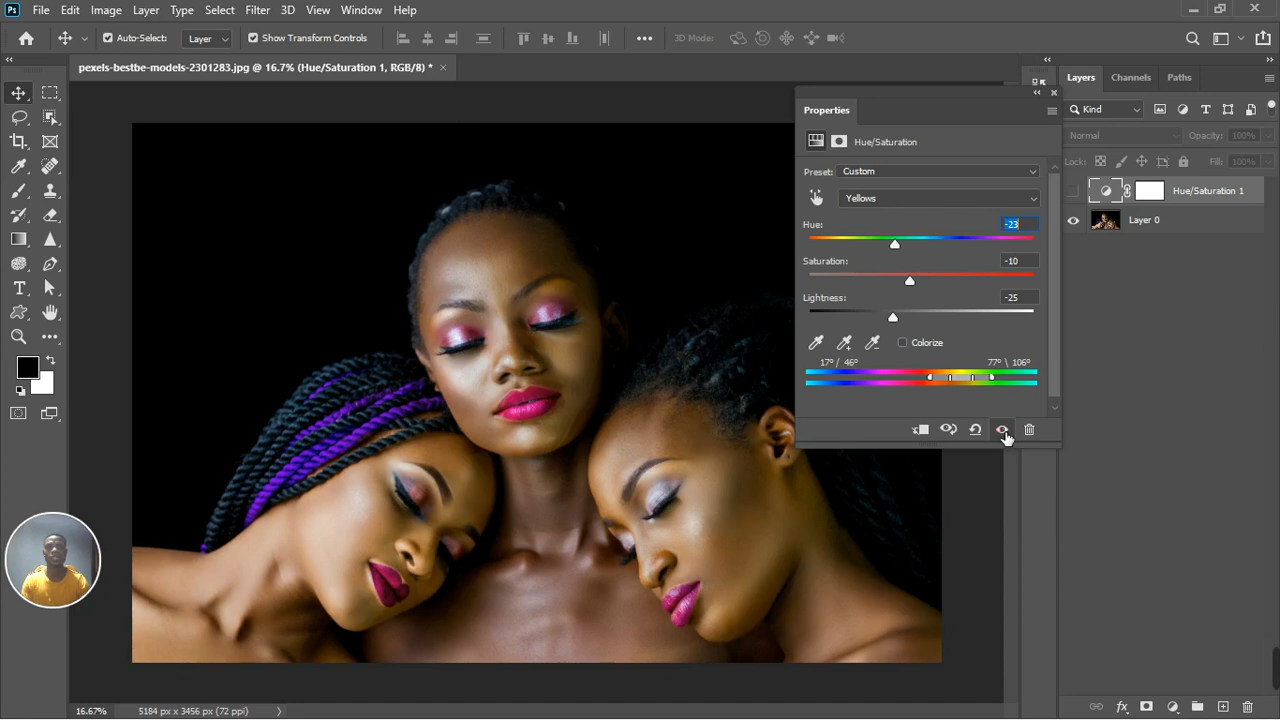 Ps File Edit Image Layer Type Select Filter 3D View Window Help
Auto-Select: Layer Show Transform Controls 3D Mode:
pexels-bestbe-models-2301283.jpg @ 16.7% (Hue/Saturation 1, RGB/8) *
Properties
Hue/Saturation
Preset: Custom
Yellows
Hue: -23
Saturation: -10
Lightness: -25
Colorize
17°/ 46° 77° \ 106°
Layers Channels Paths
Kind
Normal Opacity: 100%
Lock: Fill: 100%
Hue/Saturation 1
Layer 0
16.67% 5184 px x 3456 px (72 ppi)